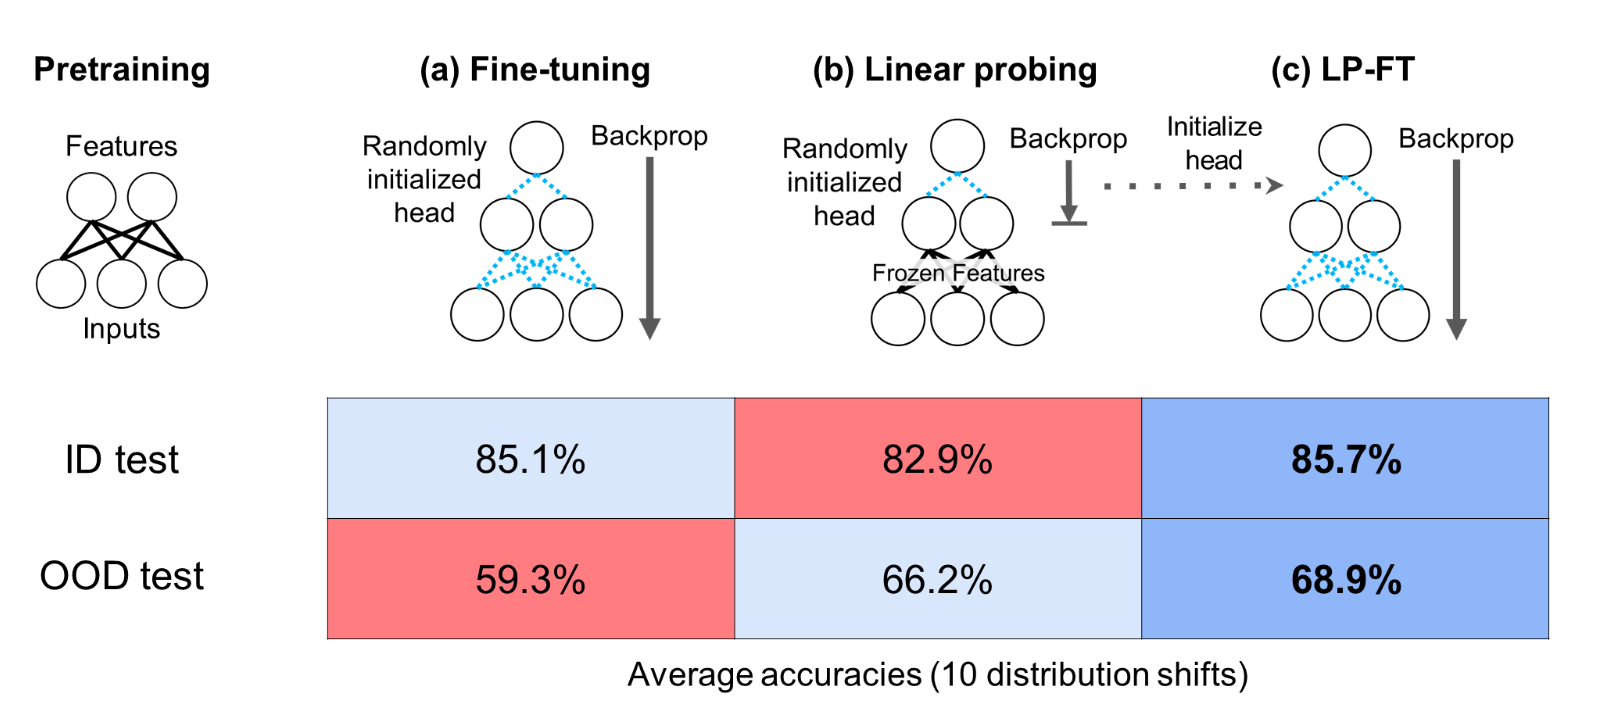 Pretraining
(a) Fine-tuning
(b) Linear probing
(c) LP-FT
Features
Inputs
Randomly
initialized
head
Backprop
Randomly
initialized
head
Backprop
Frozen Features
Initialize
head
Backprop
ID test
85.1%
82.9%
85.7%
OOD test
59.3%
66.2%
68.9%
Average accuracies (10 distribution shifts)